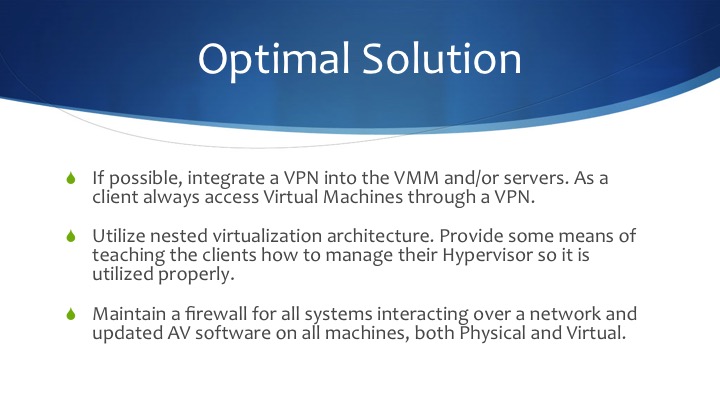 Optimal Solution
If possible, integrate a VPN into the VMM and/or servers. As a
client always access Virtual Machines through a VPN.
Utilize nested virtualization architecture. Provide some means of
teaching the clients how to manage their Hypervisor so it is
utilized properly.
Maintain a firewall for all systems interacting over a network and
updated AV software on all machines, both Physical and Virtual.